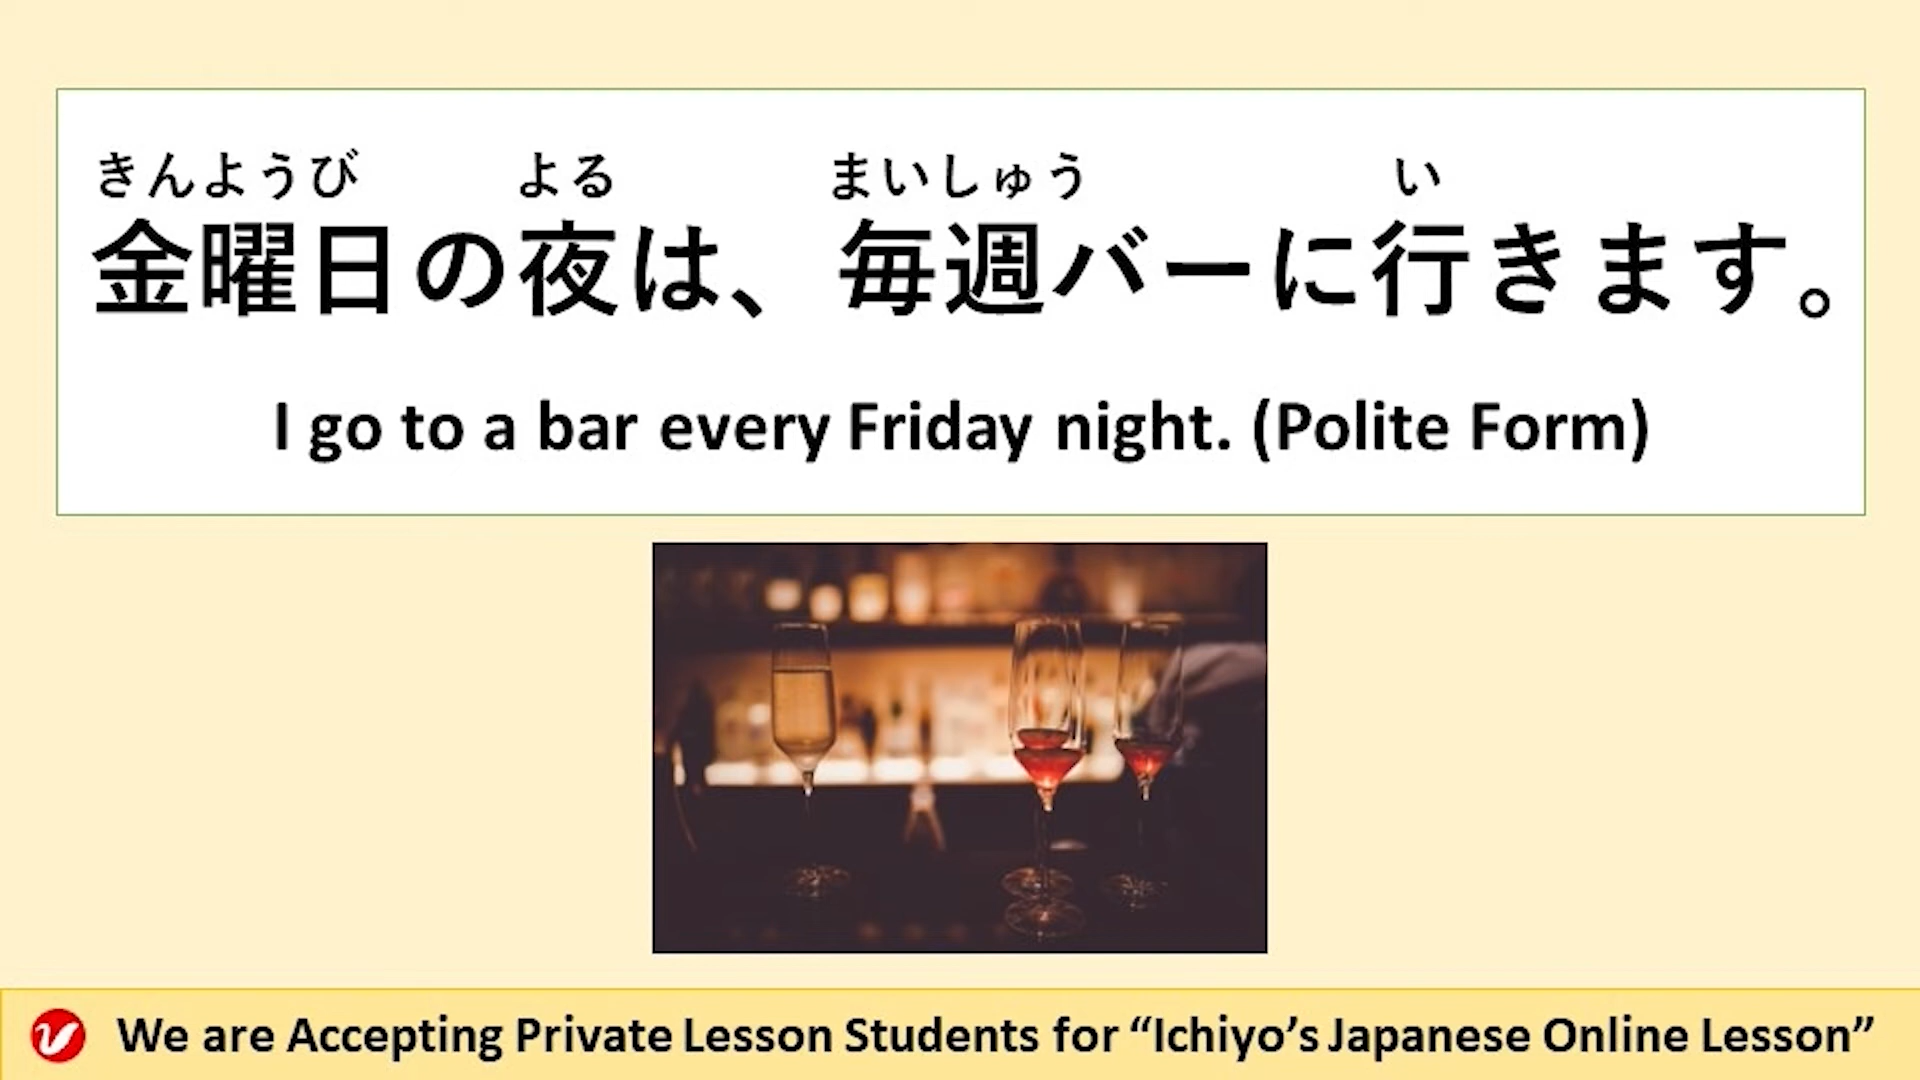 きんようび よる まいしゅう い
金曜日の夜は、毎週バーに行きます。
I go to a bar every Friday night. (Polite Form)
We are Accepting Private Lesson Students for “Ichiyo’s Japanese Online Lesson”